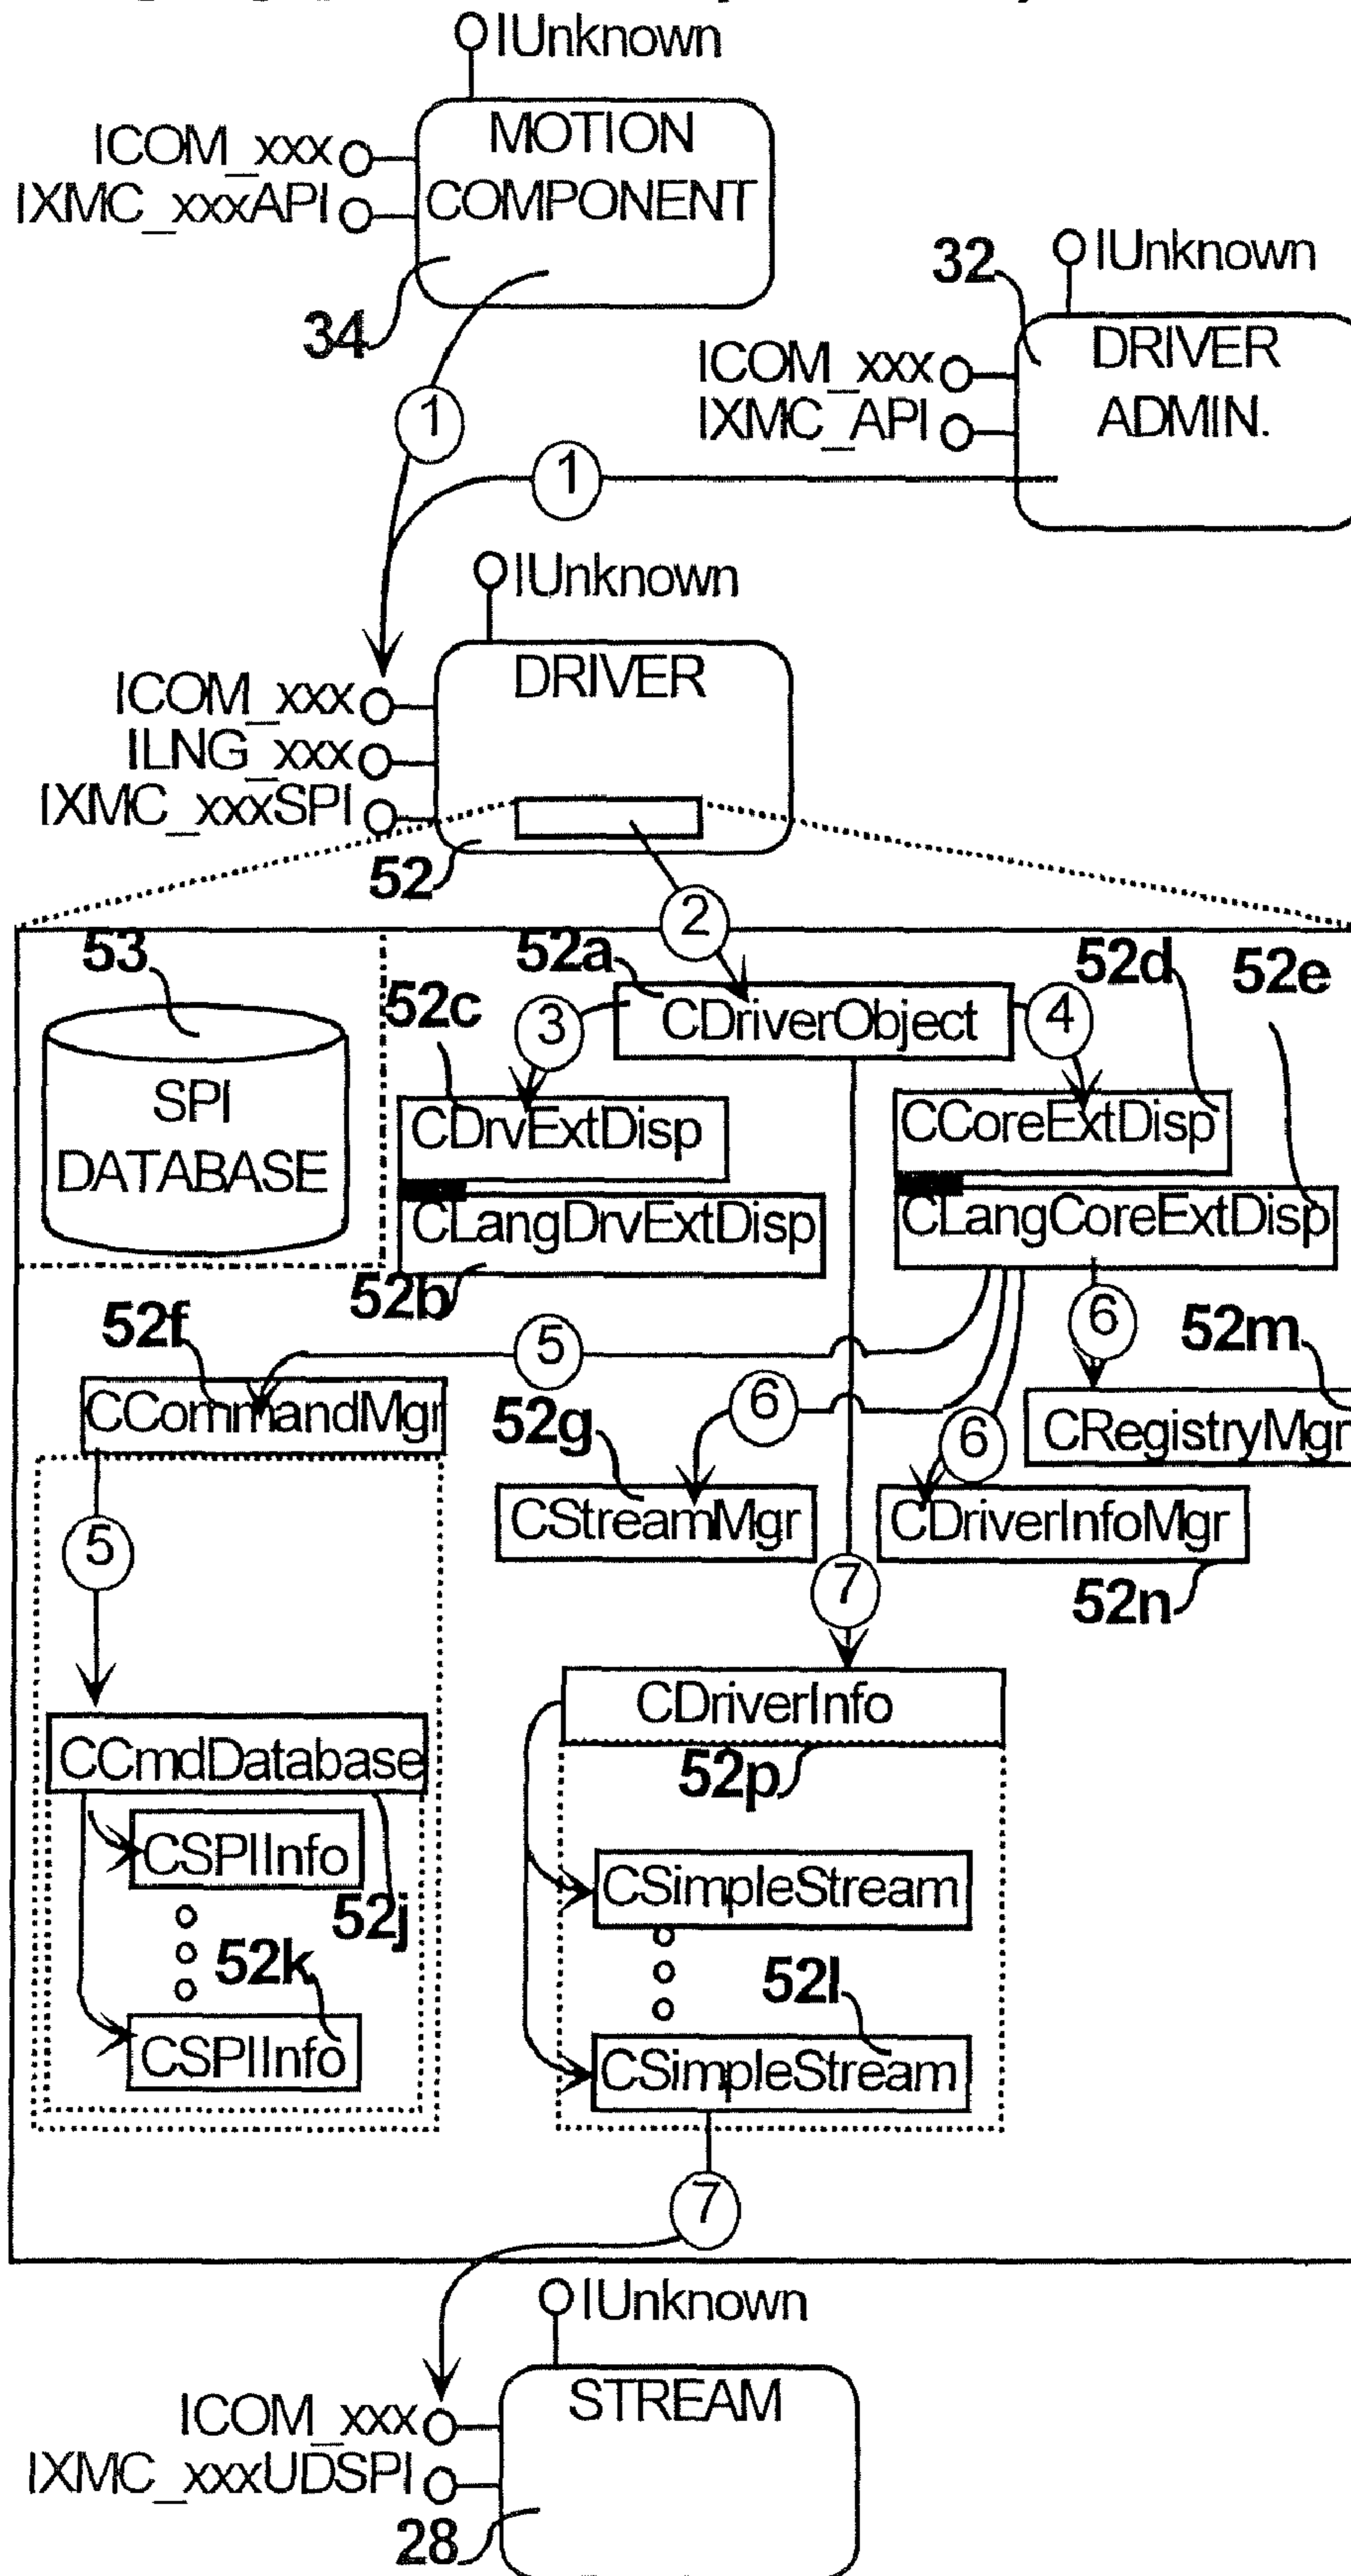 IUnknown
ICOM_xxx
IXMC_xxxAPI
MOTION
COMPONENT
34
32
IUnknown
ICOM_xxx
IXMC_API
DRIVER
ADMIN.
1
1
IUnknown
ICOM_xxx
ILNG_xxx
IXMC_xxxSPI
DRIVER
52
2
53
SPI
DATABASE
52a
52c
52d
52e
3
CDriverObject
4
CDrvExtDisp
CCoreExtDisp
CLangDrvExtDisp
CLangCoreExtDisp
52b
52f
5
6
52m
CCommandMgr
52g
6
6
CRegistryMgr
CStreamMgr
CDriverInfoMgr
5
7
52n
CDriverInfo
CCmdDatabase
52p
CSPIInfo
52j
CSimpleStream
52k
52l
CSPIInfo
CSimpleStream
7
IUnknown
ICOM_xxx
IXMC_xxxUDSPI
STREAM
28